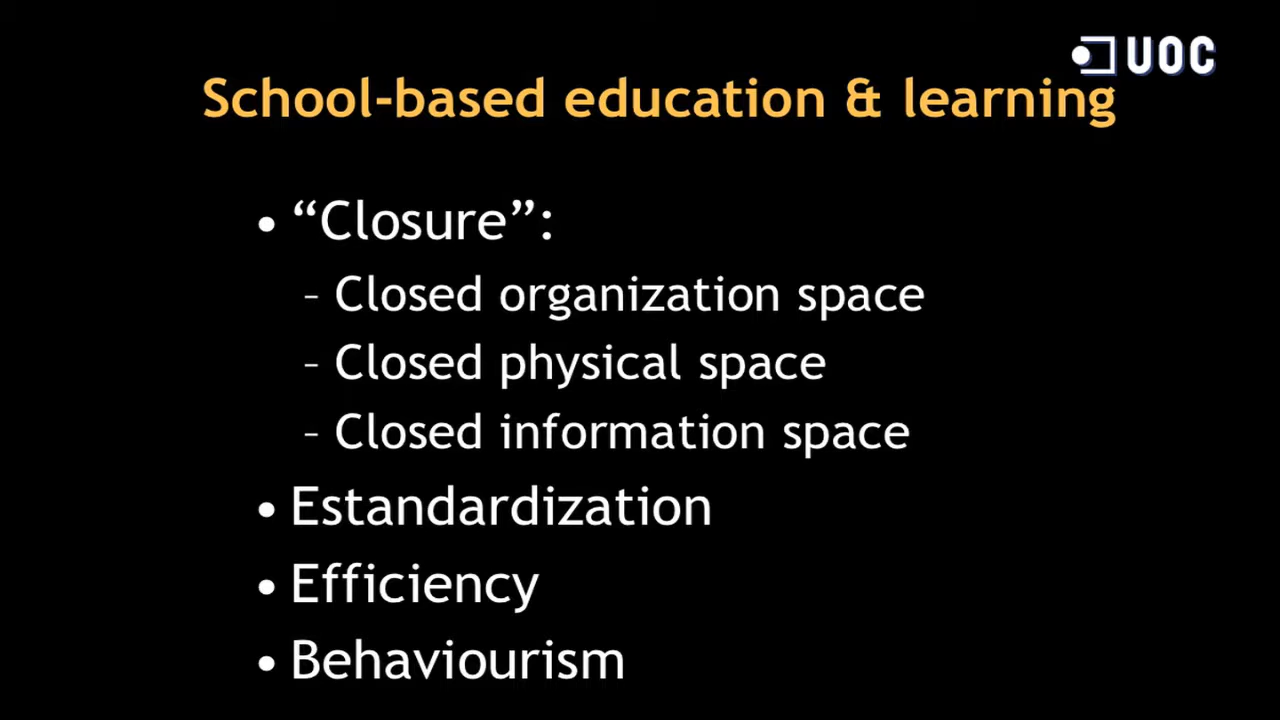 UOC
School-based education & learning
• “Closure”:
– Closed organization space
– Closed physical space
– Closed information space
• Estandardization
• Efficiency
• Behaviourism